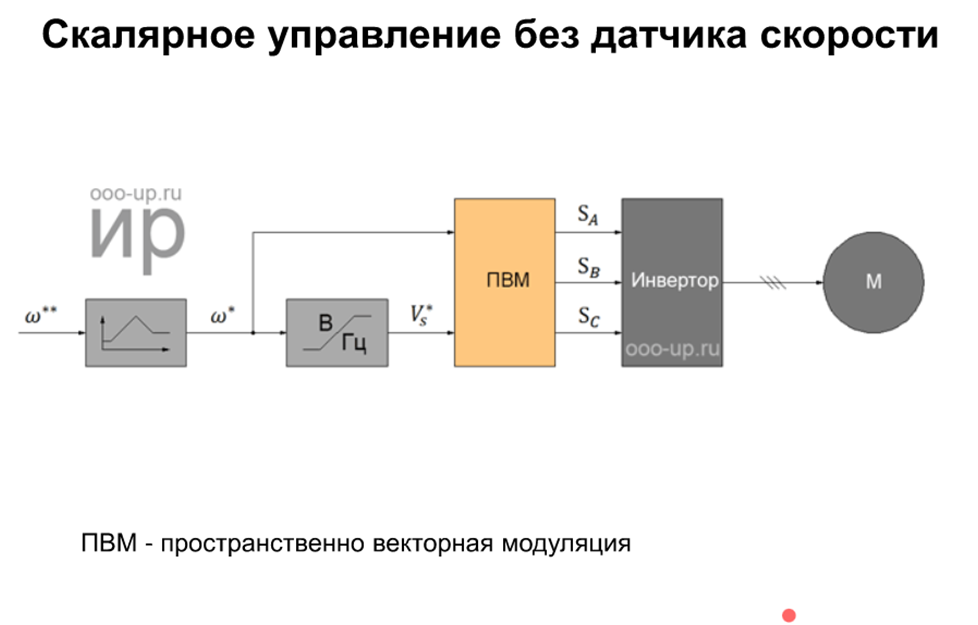 Скалярное управление без датчика скорости
ooo-up.ru
ир
ω**
ω*
В
Гц
Vs*
ПВМ
SA
SB
SC
Инвертор
ooo-up.ru
М
ПВМ - пространственно векторная модуляция